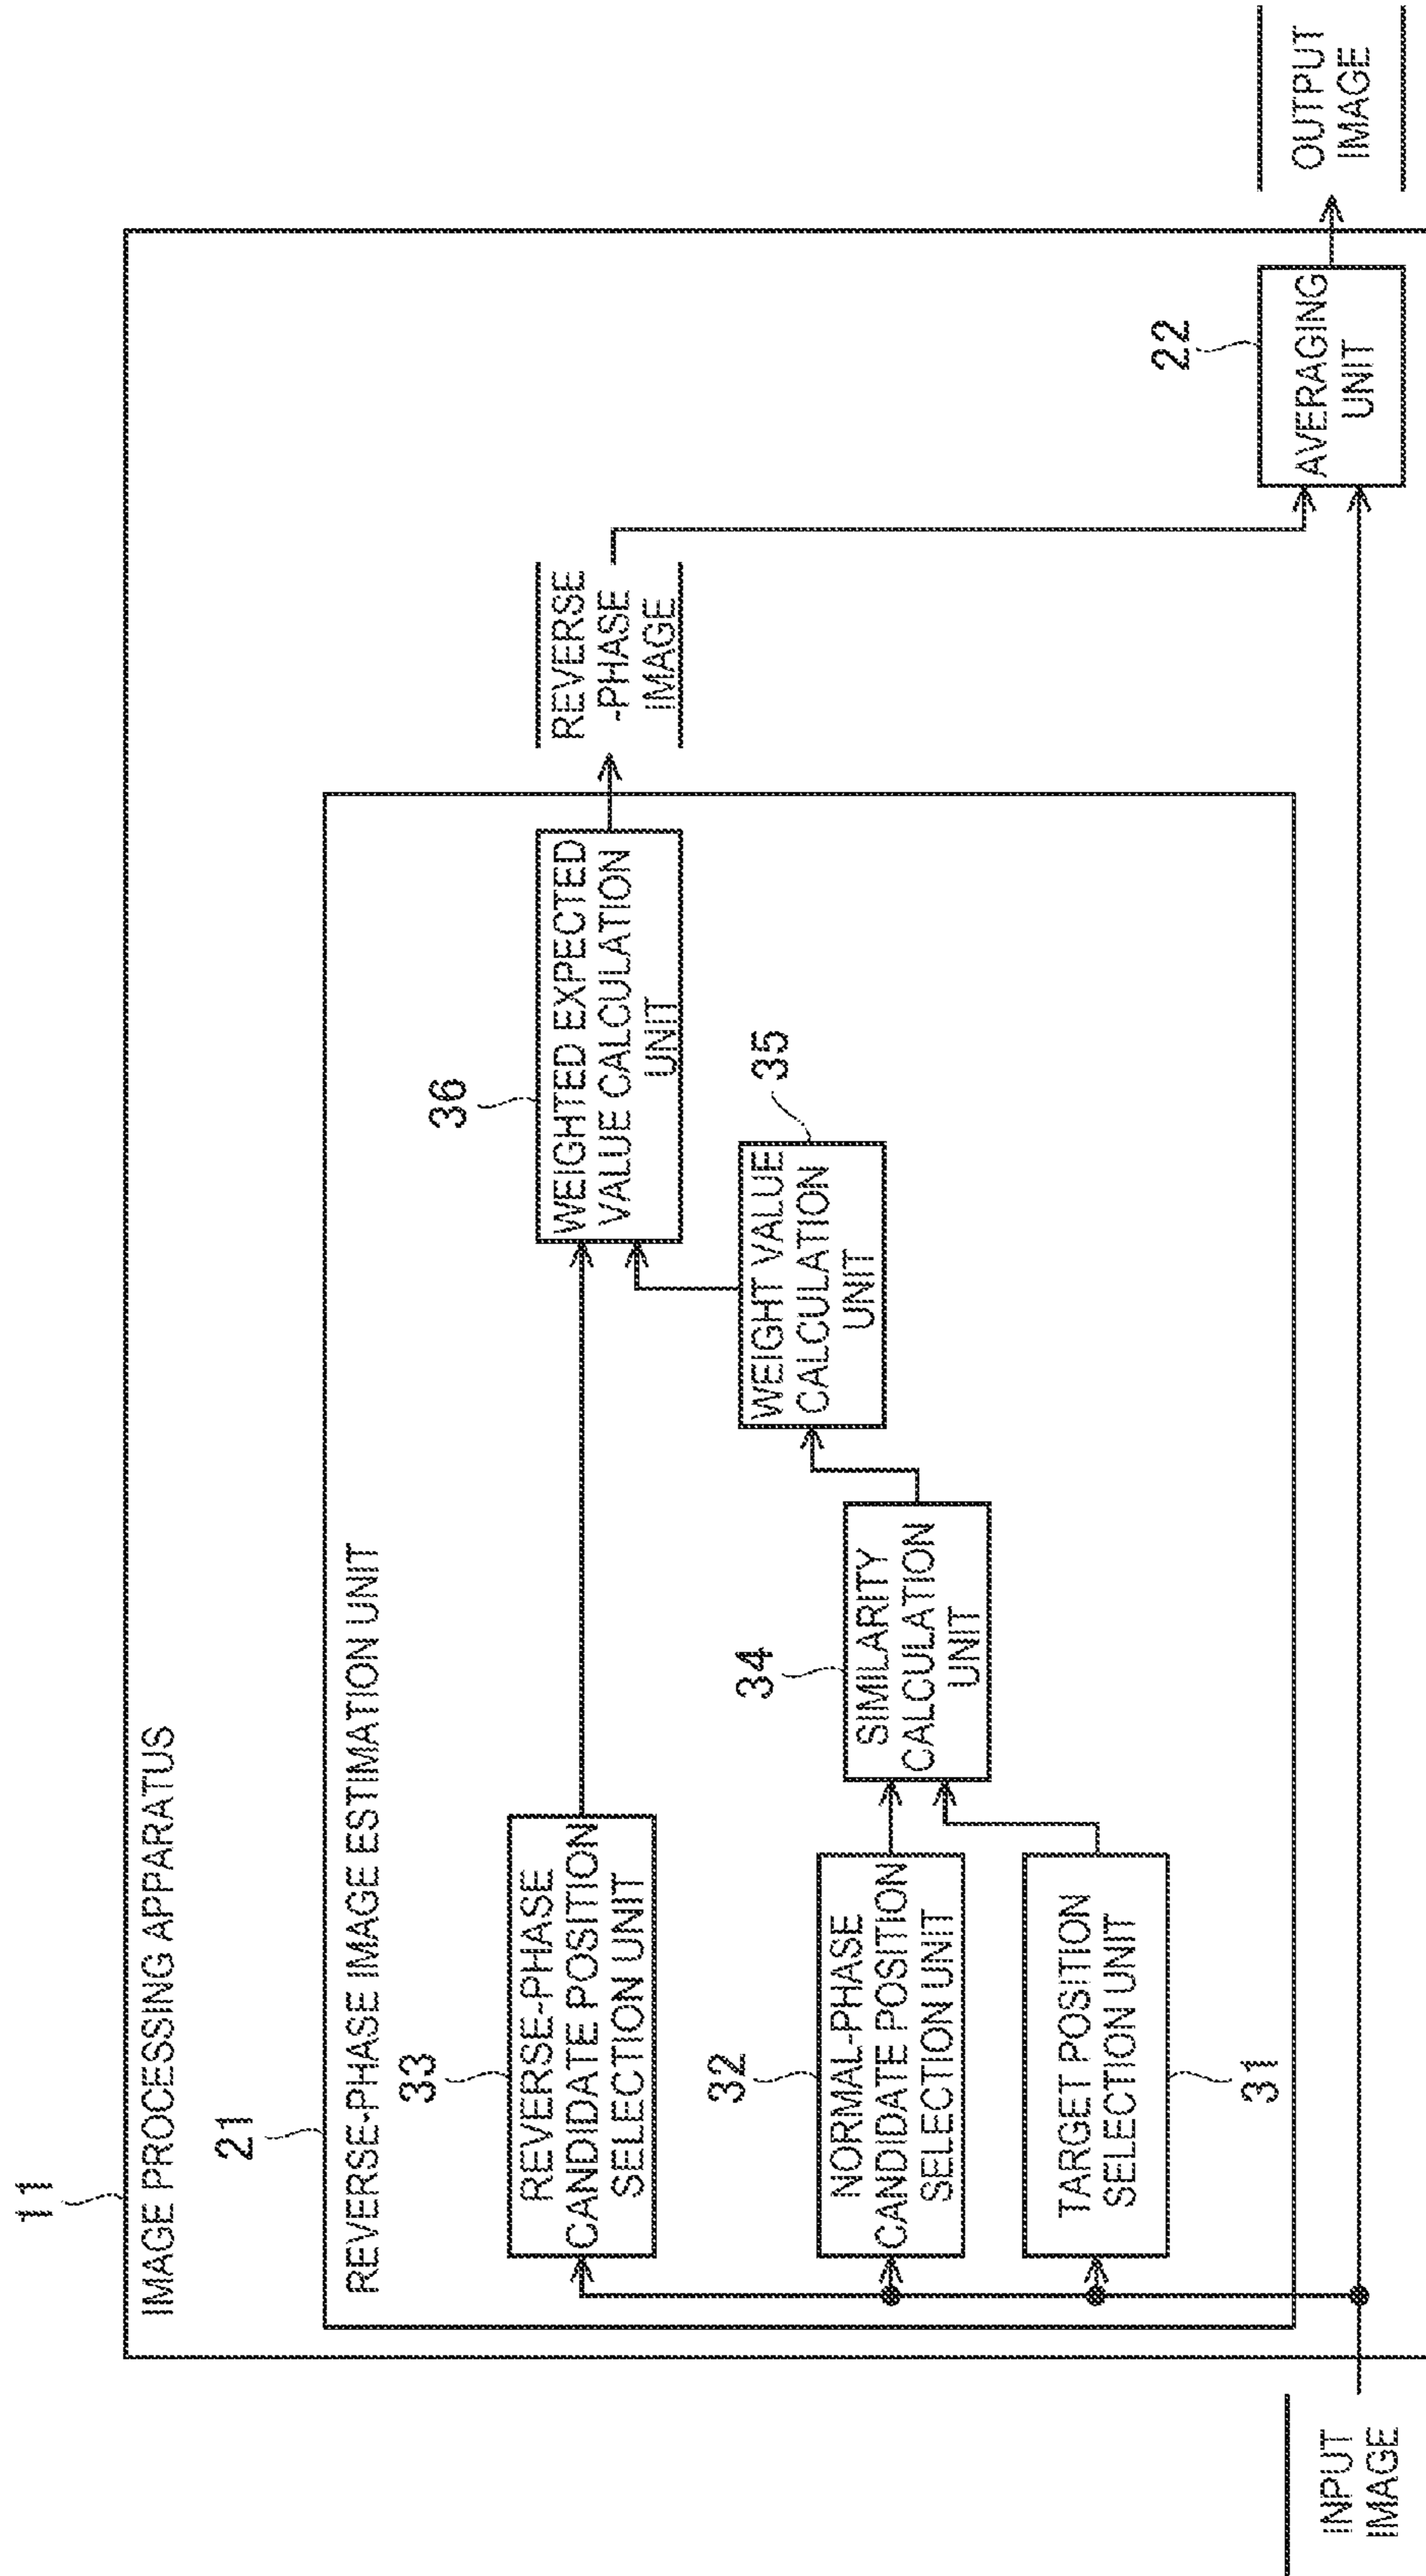 11
IMAGE PROCESSING APPARATUS
21
REVERSE-PHASE IMAGE ESTIMATION UNIT
33
REVERSE-PHASE
CANDIDATE POSITION
SELECTION UNIT
36
WEIGHTED EXPECTED
VALUE CALCULATION
UNIT
REVERSE
-PHASE
IMAGE
32
NORMAL-PHASE
CANDIDATE POSITION
SELECTION UNIT
34
SIMILARITY
CALCULATION
UNIT
WEIGHT VALUE
CALCULATION
UNIT
35
TARGET POSITION
SELECTION UNIT
31
22
AVERAGING
UNIT
INPUT
IMAGE
OUTPUT
IMAGE